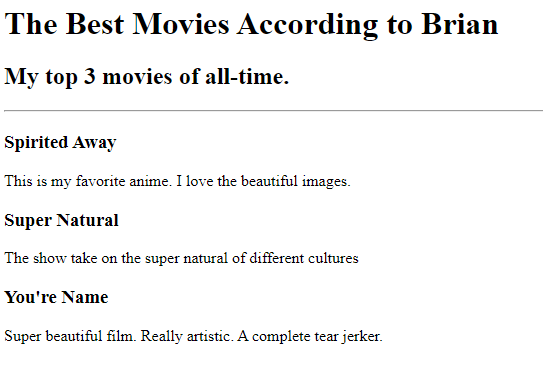 The Best Movies According to Brian
My top 3 movies of all-time.
Spirited Away
This is my favorite anime. I love the beautiful images.
Super Natural
The show take on the super natural of different cultures
You're Name
Super beautiful film. Really artistic. A complete tear jerker.